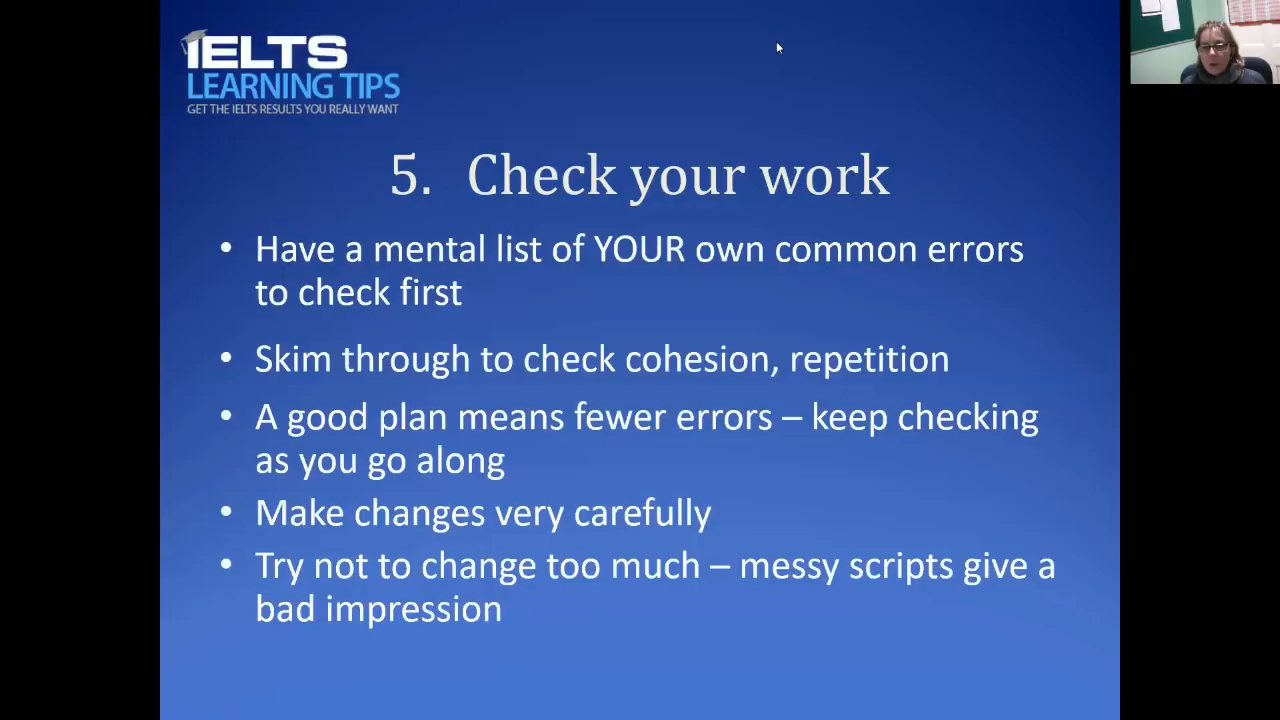 IELTS
LEARNING TIPS
GET THE IELTS RESULTS YOU REALLY WANT
5. Check your work
• Have a mental list of YOUR own common errors
to check first
• Skim through to check cohesion, repetition
• A good plan means fewer errors – keep checking
as you go along
• Make changes very carefully
• Try not to change too much – messy scripts give a
bad impression